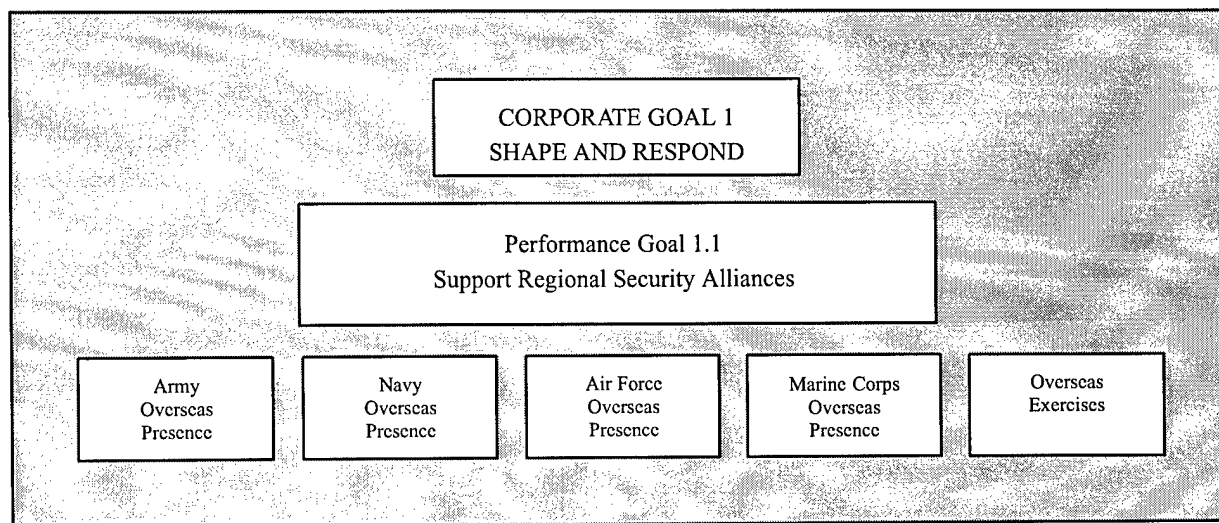 CORPORATE GOAL 1
SHAPE AND RESPOND
Performance Goal 1.1
Support Regional Security Alliances
Army
Overseas
Presence
Navy
Overseas
Presence
Air Force
Overseas
Presence
Marine Corps
Overseas
Presence
Overseas
Exercises